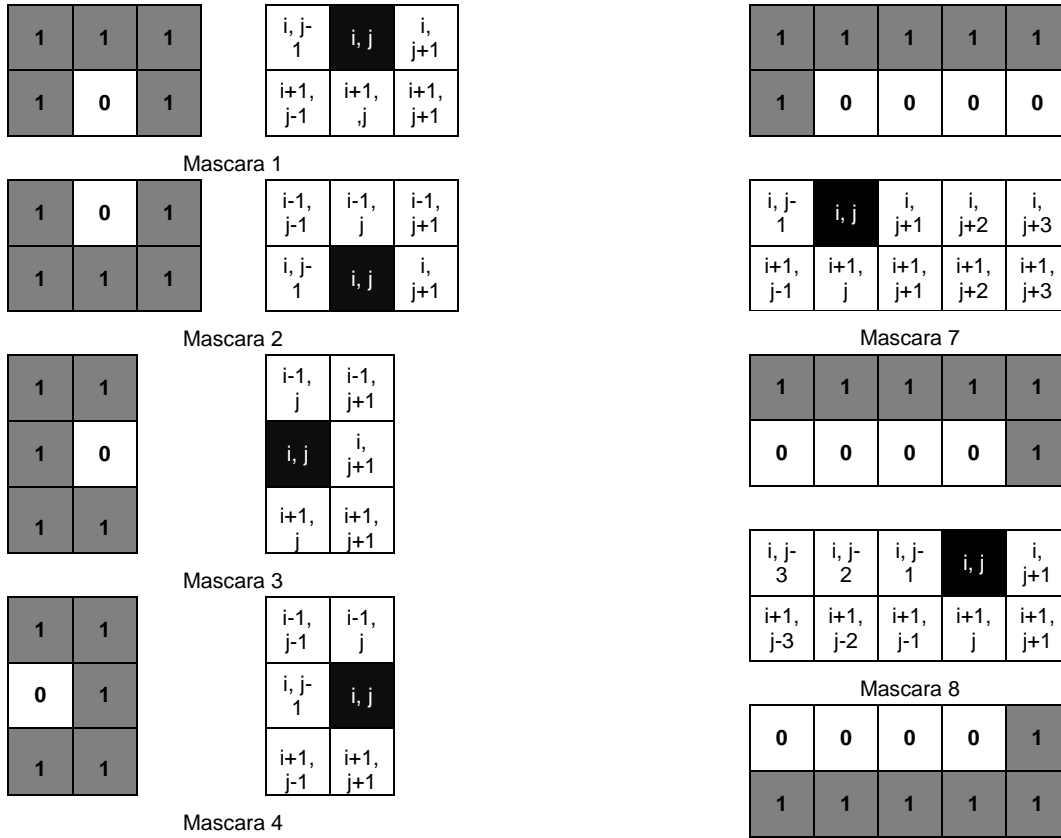 1 1 1
1 0 1
i, j- i, j i,
1 j+1
i+1, i+1, i+1,
j-1 ,j j+1
Mascara 1
1 0 1
1 1 1
i-1, i-1, i-1,
j-1 j j+1
i, j- i, j i,
1 j+1
Mascara 2
1 1
1 0
1 1
i-1, i-1,
j j+1
i, j i,
j+1
i+1, i+1,
j j+1
Mascara 3
1 1
0 1
1 1
i-1, i-1,
j-1 j
i, j- i, j
1
i+1, i+1,
j-1 j+1
Mascara 4
1 1 1 1 1
1 0 0 0 0
i, j- i, j i, i, i,
1 j+1 j+2 j+3
i+1, i+1, i+1, i+1, i+1,
j-1 j j+1 j+2 j+3
Mascara 7
1 1 1 1 1
0 0 0 0 1
i, j- i, j- i, j- i, j i,
3 2 1 j+1
i+1, i+1, i+1, i+1, i+1,
j-3 j-2 j-1 j j+1
Mascara 8
0 0 0 0 1
1 1 1 1 1